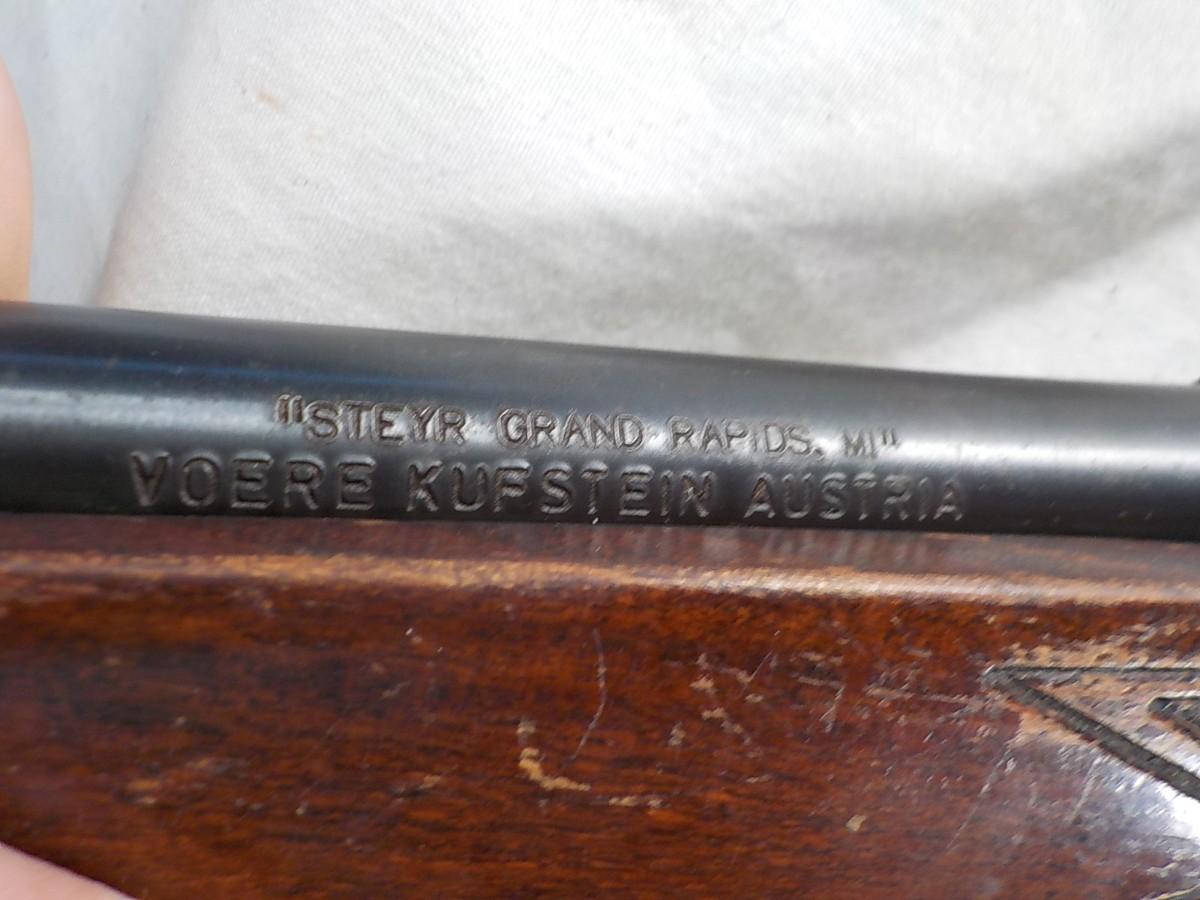 "STEYR GRAND RAPIDS. MI"
VOERE KUFSTEIN AUSTRIA